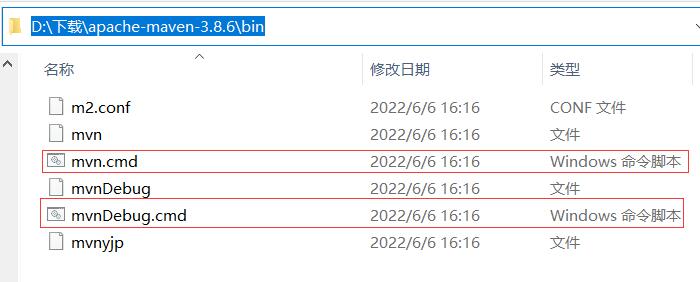 D:\下载\apache-maven-3.8.6\bin
名称 修改日期 类型
m2.conf 2022/6/6 16:16 CONF 文件
mvn 2022/6/6 16:16 文件
mvn.cmd 2022/6/6 16:16 Windows 命令脚本
mvnDebug 2022/6/6 16:16 文件
mvnDebug.cmd 2022/6/6 16:16 Windows 命令脚本
mvnyjp 2022/6/6 16:16 文件